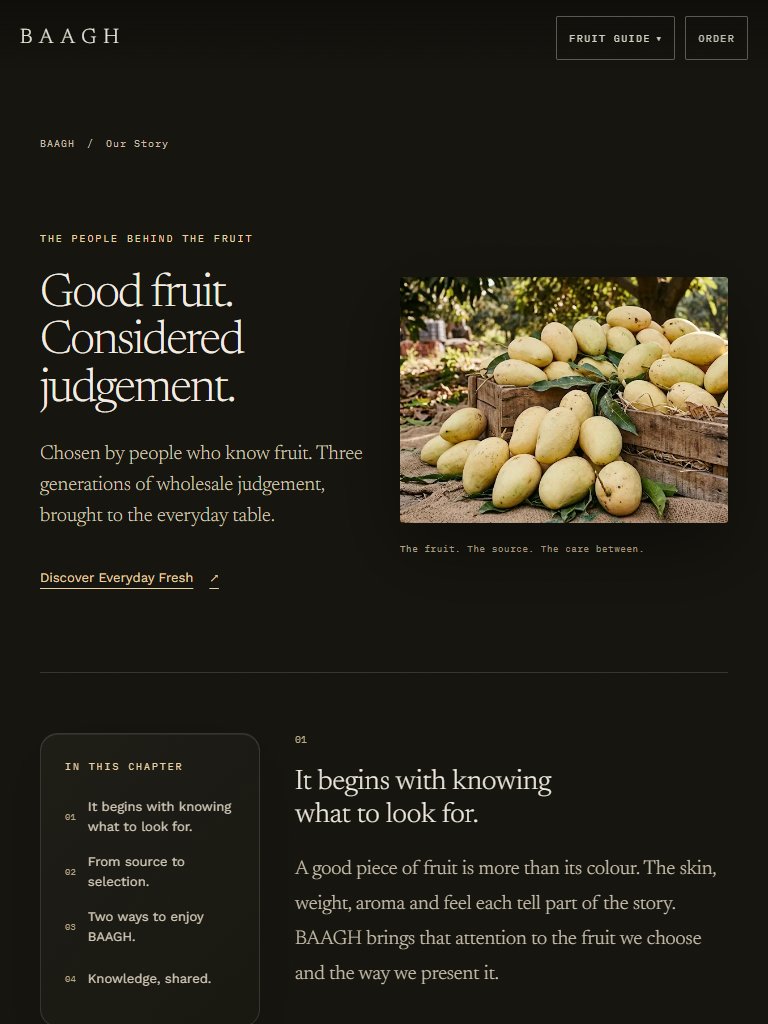 BAAGH
FRUIT GUIDE ▾
ORDER
BAAGH / Our Story
THE PEOPLE BEHIND THE FRUIT
Good fruit.
Considered
judgement.
Chosen by people who know fruit. Three
generations of wholesale judgement,
brought to the everyday table.
Discover Everyday Fresh ↗
The fruit. The source. The care between.
IN THIS CHAPTER
01 It begins with knowing
what to look for.
02 From source to
selection.
03 Two ways to enjoy
BAAGH.
04 Knowledge, shared.
01
It begins with knowing
what to look for.
A good piece of fruit is more than its colour. The skin,
weight, aroma and feel each tell part of the story.
BAAGH brings that attention to the fruit we choose
and the way we present it.